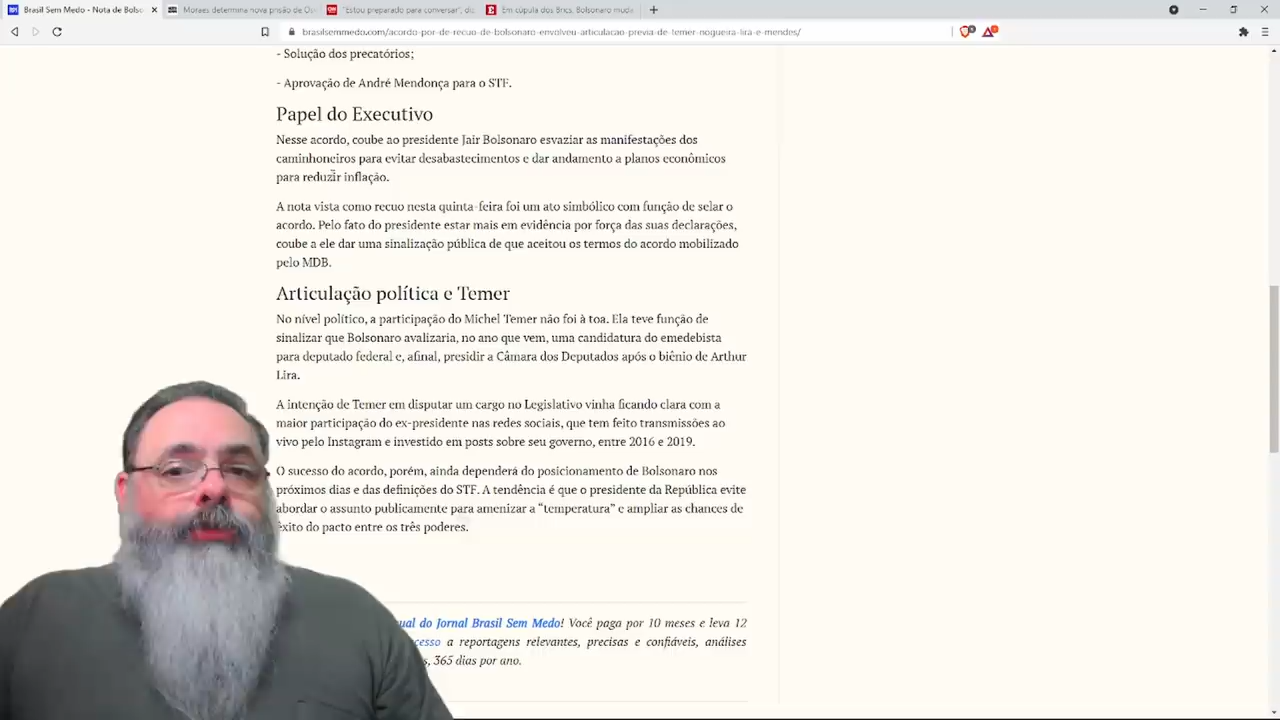 Brasil Sem Medo - Nota de Bols
Moraes determina nova prisão de Os
"Estou preparado para conversar", di
Em cúpula dos Brics, Bolsonaro muda
brasilsemmedo.com/acordo-por-de-recuo-de-bolsonaro-envolveu-articulacao-previa-de-temer-nogueira-lira-e-mendes/
- Solução dos precatórios;
- Aprovação de André Mendonça para o STF.
Papel do Executivo
Nesse acordo, coube ao presidente Jair Bolsonaro esvaziar as manifestações dos
caminhoneiros para evitar desabastecimentos e dar andamento a planos econômicos
para reduzir inflação.
A nota vista como recuo nesta quinta-feira foi um ato simbólico com função de selar o
acordo. Pelo fato do presidente estar mais em evidência por força das suas declarações,
coube a ele dar uma sinalização pública de que aceitou os termos do acordo mobilizado
pelo MDB.
Articulação política e Temer
No nível político, a participação do Michel Temer não foi à toa. Ela teve função de
sinalizar que Bolsonaro avalizaria, no ano que vem, uma candidatura do emedebista
para deputado federal e, afinal, presidir a Câmara dos Deputados após o biênio de Arthur
Lira.
A intenção de Temer em disputar um cargo no Legislativo vinha ficando clara com a
maior participação do ex-presidente nas redes sociais, que tem feito transmissões ao
vivo pelo Instagram e investido em posts sobre seu governo, entre 2016 e 2019.
O sucesso do acordo, porém, ainda dependerá do posicionamento de Bolsonaro nos
próximos dias e das definições do STF. A tendência é que o presidente da República evite
abordar o assunto publicamente para amenizar a “temperatura” e ampliar as chances de
êxito do pacto entre os três poderes.
ual do Jornal Brasil Sem Medo! Você paga por 10 meses e leva 12
cesso a reportagens relevantes, precisas e confiáveis, análises
, 365 dias por ano.